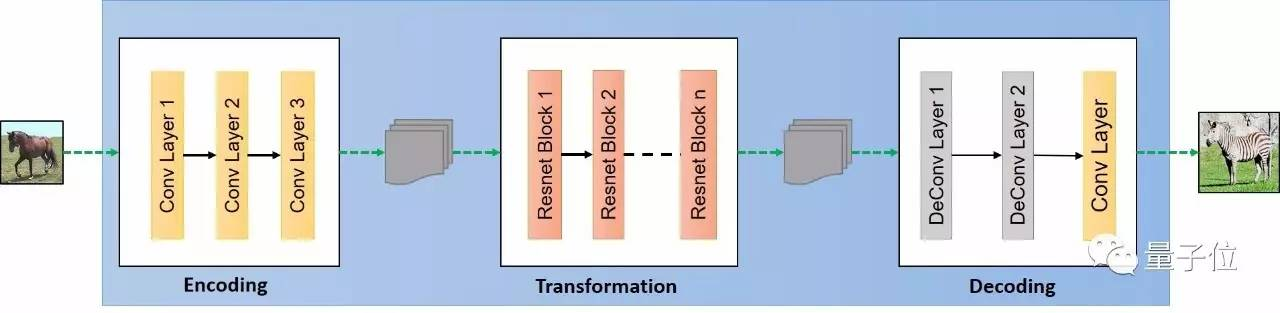 Conv Layer 1
Conv Layer 2
Conv Layer 3
Encoding
Resnet Block 1
Resnet Block 2
Resnet Block n
Transformation
DeConv Layer 1
DeConv Layer 2
Conv Layer
Decoding
量子位